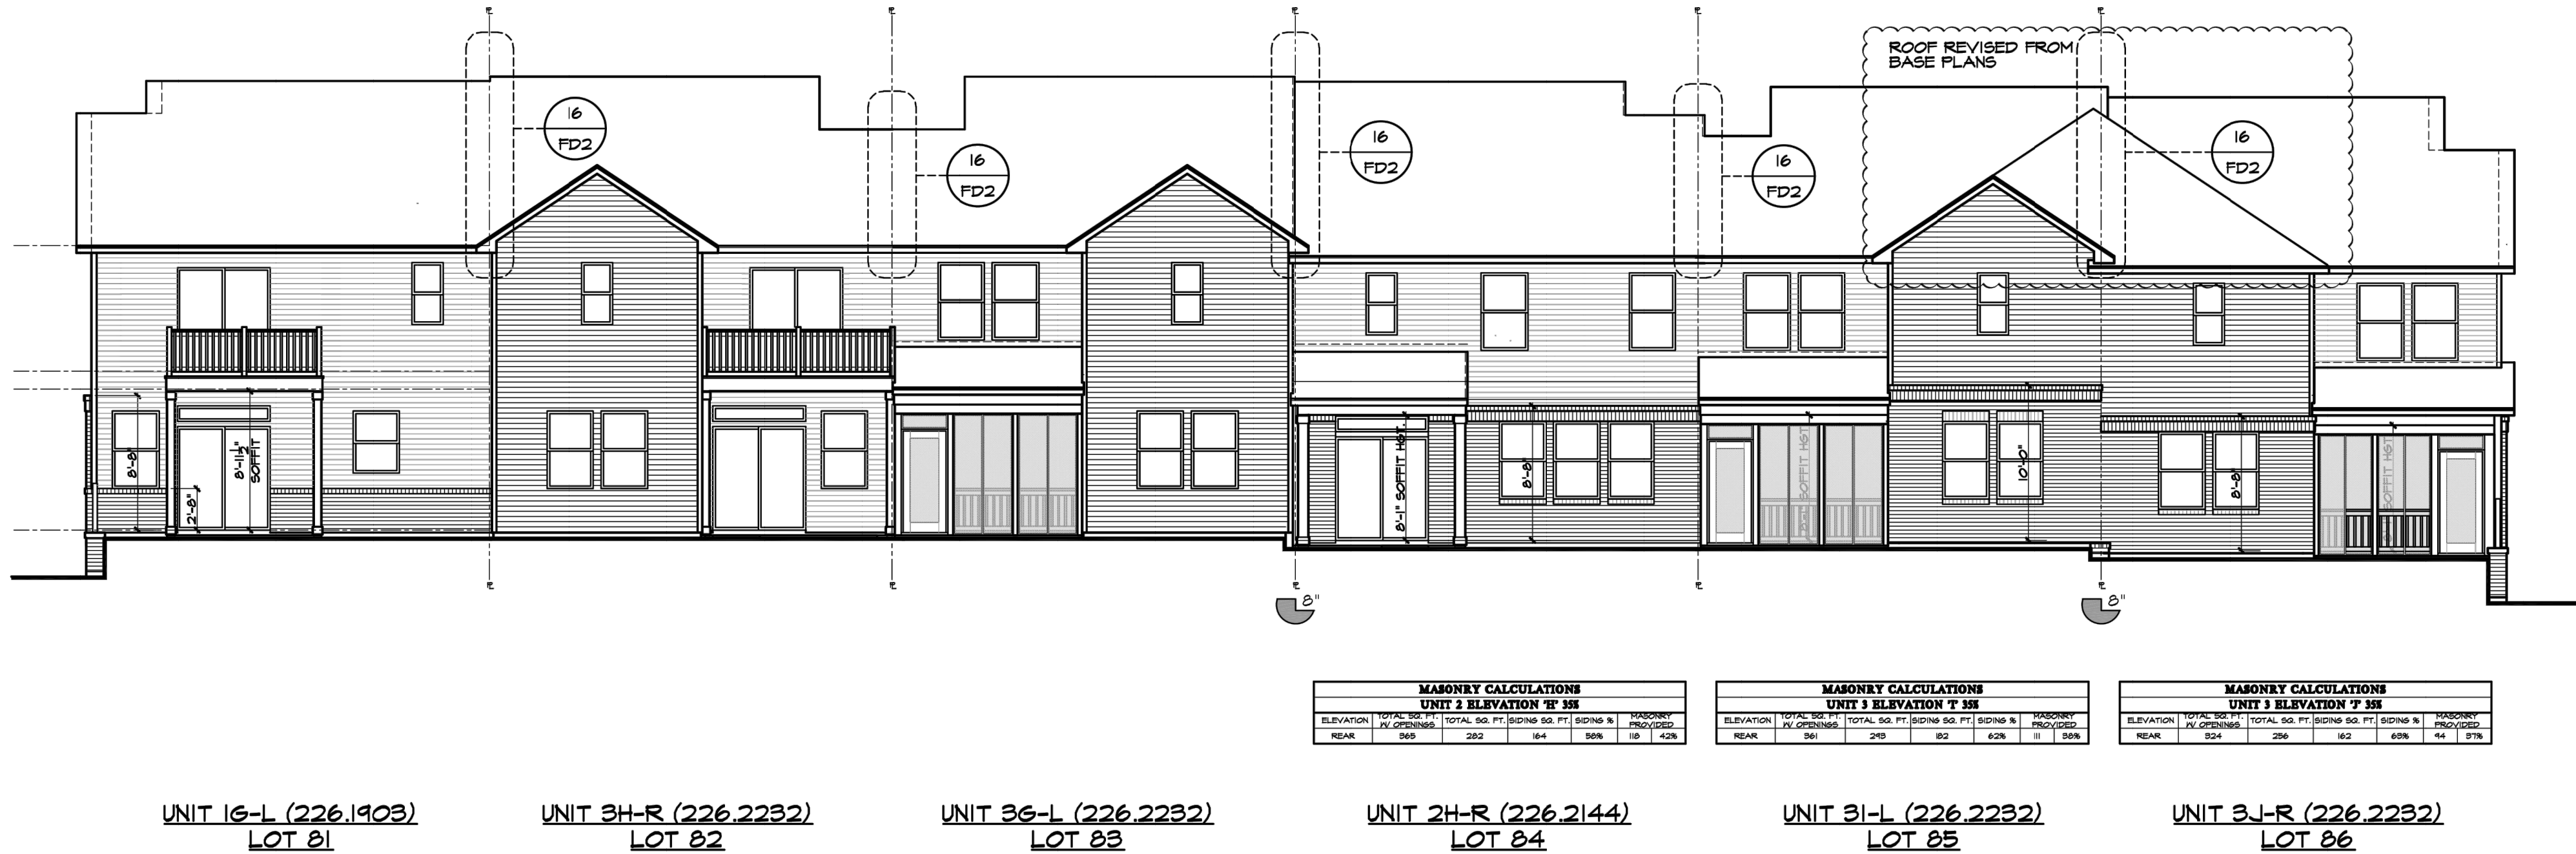 ROOF REVISED FROM
BASE PLANS
16
FD2
16
FD2
16
FD2
16
FD2
16
FD2
8'-8"
2'-8"
8'-11½"
SOFFIT
8'-1" SOFFIT HGT.
8'-8"
SOFFIT HGT
10'-0"
8'-8"
SOFFIT HGT
8"
8"
MASONRY CALCULATIONS
UNIT 2 ELEVATION 'H' 35%
ELEVATION TOTAL SQ. FT. W/ OPENINGS TOTAL SQ. FT. SIDING SQ. FT. SIDING % MASONRY PROVIDED
REAR 365 282 164 58% 118 42%
MASONRY CALCULATIONS
UNIT 3 ELEVATION 'I' 35%
ELEVATION TOTAL SQ. FT. W/ OPENINGS TOTAL SQ. FT. SIDING SQ. FT. SIDING % MASONRY PROVIDED
REAR 361 293 182 62% 111 38%
MASONRY CALCULATIONS
UNIT 3 ELEVATION 'J' 35%
ELEVATION TOTAL SQ. FT. W/ OPENINGS TOTAL SQ. FT. SIDING SQ. FT. SIDING % MASONRY PROVIDED
REAR 324 256 162 63% 94 37%
UNIT 1G-L (226.1903)
LOT 81
UNIT 3H-R (226.2232)
LOT 82
UNIT 3G-L (226.2232)
LOT 83
UNIT 2H-R (226.2144)
LOT 84
UNIT 3I-L (226.2232)
LOT 85
UNIT 3J-R (226.2232)
LOT 86